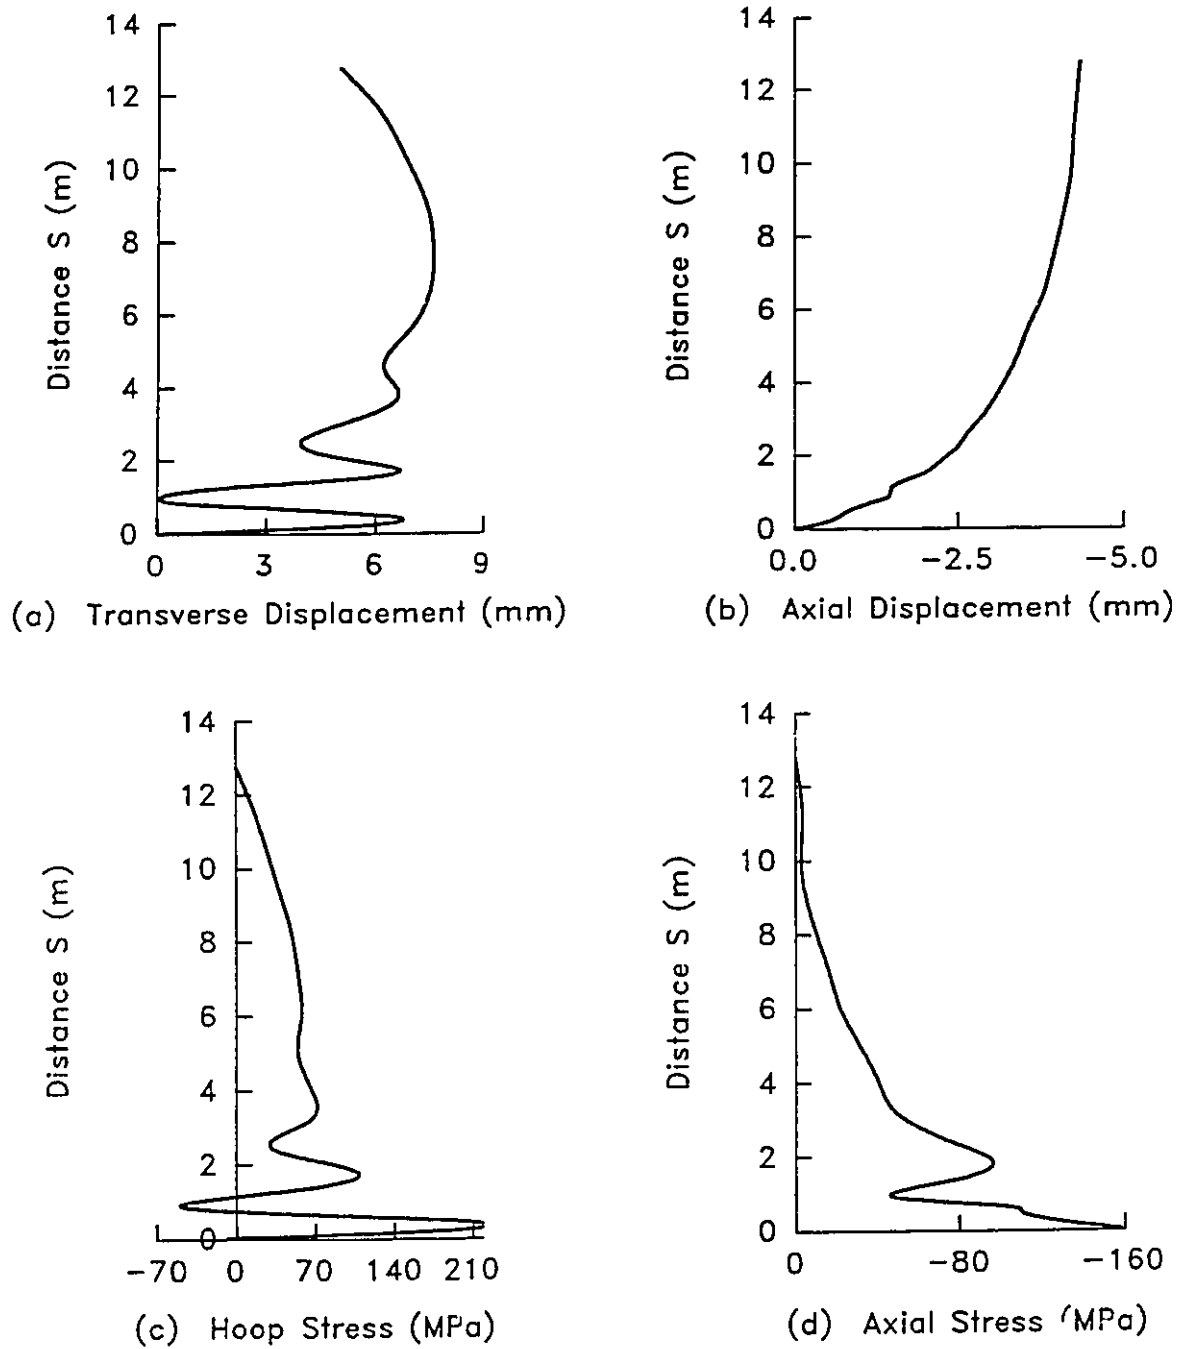 14
12
10
8
6
4
2
0
Distance S (m)
0 3 6 9
(a) Transverse Displacement (mm)
14
12
10
8
6
4
2
0
Distance S (m)
0.0 −2.5 −5.0
(b) Axial Displacement (mm)
14
12
10
8
6
4
2
0
Distance S (m)
−70 0 70 140 210
(c) Hoop Stress (MPa)
14
12
10
8
6
4
2
0
Distance S (m)
0 −80 −160
(d) Axial Stress (MPa)